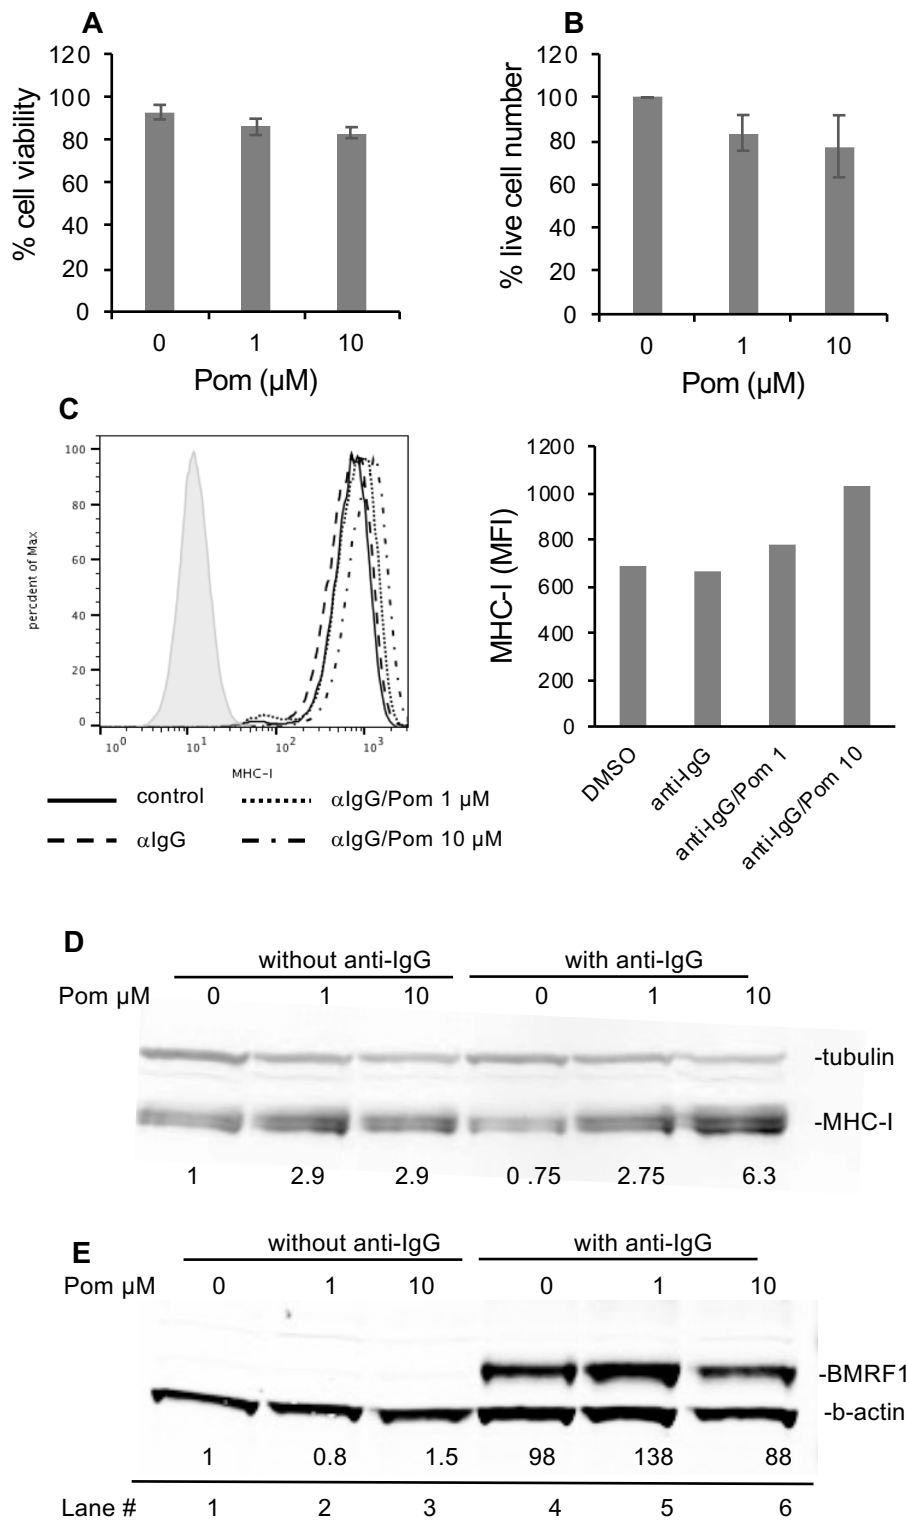 A
120
100
80
60
40
20
0
% cell viability
0 1 10
Pom (µM)
B
120
100
80
60
40
20
0
% live cell number
0 1 10
Pom (µM)
C
100
80
60
40
20
0
percdent of Max
10^0 10^1 10^2 10^3
MHC-I
control αIgG/Pom 1 µM
αIgG αIgG/Pom 10 µM
1200
1000
800
600
400
200
0
MHC-I (MFI)
DMSO
anti-IgG
anti-IgG/Pom 1
anti-IgG/Pom 10
D
without anti-IgG with anti-IgG
Pom µM 0 1 10 0 1 10
-tubulin
-MHC-I
1 2.9 2.9 0 .75 2.75 6.3
E
without anti-IgG with anti-IgG
Pom µM 0 1 10 0 1 10
-BMRF1
-b-actin
1 0.8 1.5 98 138 88
Lane # 1 2 3 4 5 6